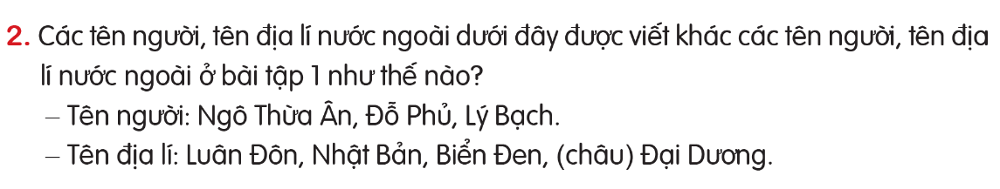 2. Các tên người, tên địa lí nước ngoài dưới đây được viết khác các tên người, tên địa
lí nước ngoài ở bài tập 1 như thế nào?
– Tên người: Ngô Thừa Ân, Đỗ Phủ, Lý Bạch.
– Tên địa lí: Luân Đôn, Nhật Bản, Biển Đen, (châu) Đại Dương.